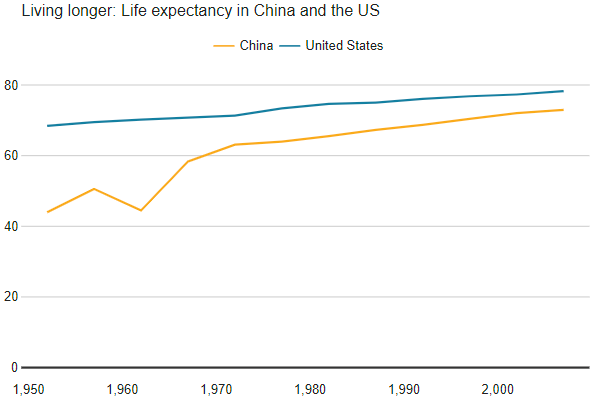 Living longer: Life expectancy in China and the US
China United States
80
60
40
20
0
1,950 1,960 1,970 1,980 1,990 2,000